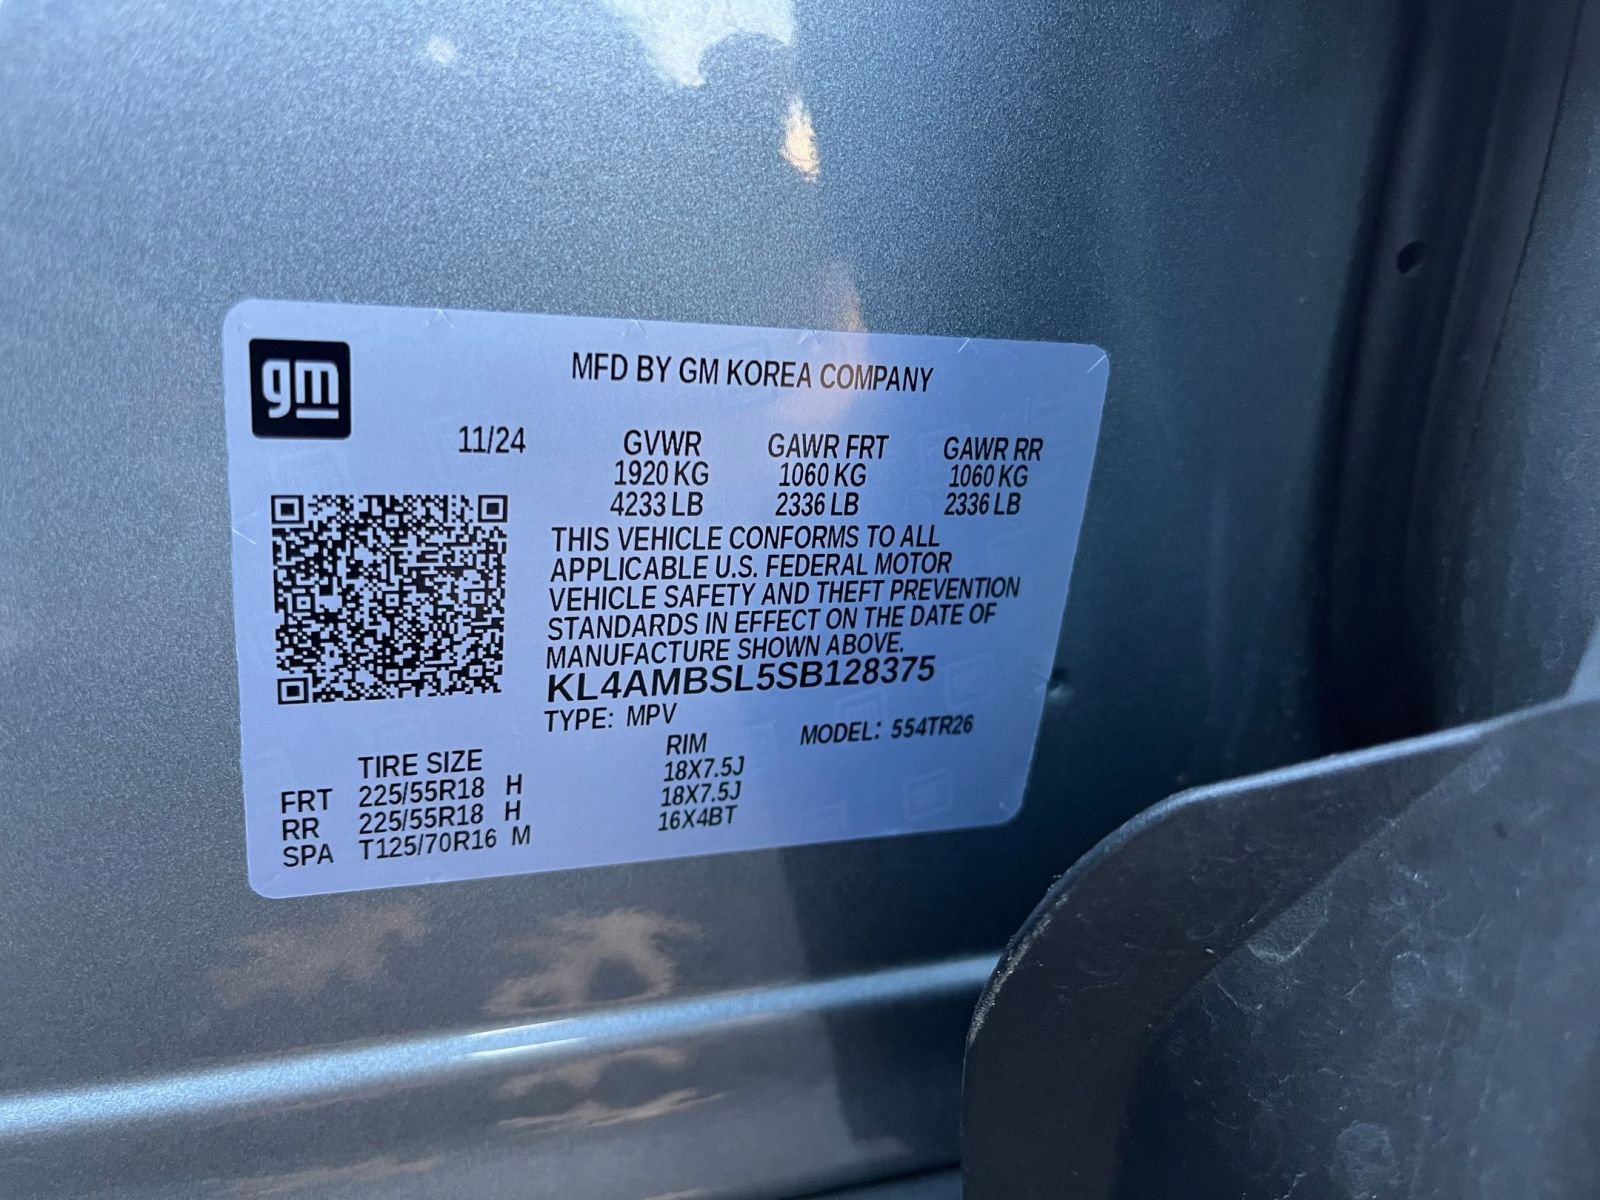 gm
MFD BY GM KOREA COMPANY
11/24 GVWR GAWR FRT GAWR RR
1920 KG 1060 KG 1060 KG
4233 LB 2336 LB 2336 LB
THIS VEHICLE CONFORMS TO ALL
APPLICABLE U.S. FEDERAL MOTOR
VEHICLE SAFETY AND THEFT PREVENTION
STANDARDS IN EFFECT ON THE DATE OF
MANUFACTURE SHOWN ABOVE.
KL4AMBSL5SB128375
TYPE: MPV MODEL: 554TR26
TIRE SIZE RIM
FRT 225/55R18 H 18X7.5J
RR 225/55R18 H 18X7.5J
SPA T125/70R16 M 16X4BT